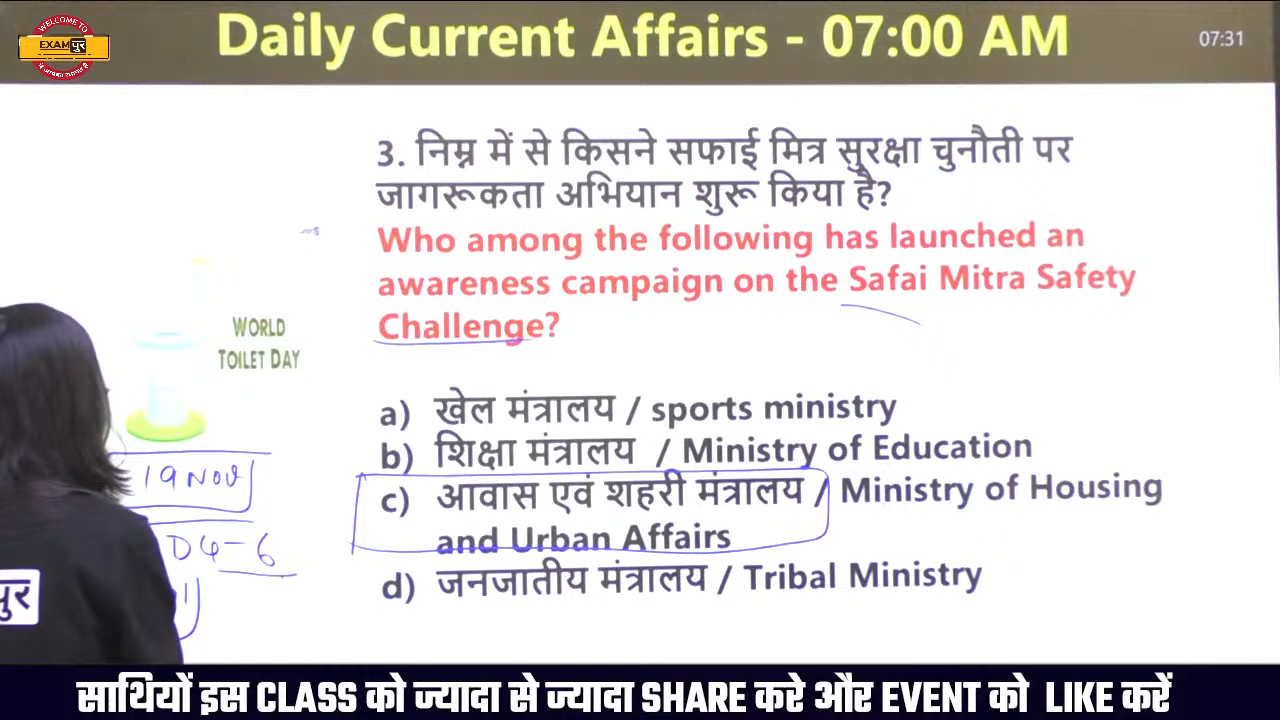 WELCOME TO
EXAM पुर
Daily Current Affairs - 07:00 AM
07:31
3. निम्न में से किसने सफाई मित्र सुरक्षा चुनौती पर
जागरूकता अभियान शुरू किया है?
Who among the following has launched an
awareness campaign on the Safai Mitra Safety
Challenge?
WORLD
TOILET DAY
a) खेल मंत्रालय / sports ministry
b) शिक्षा मंत्रालय / Ministry of Education
c) आवास एवं शहरी मंत्रालय / Ministry of Housing
and Urban Affairs
d) जनजातीय मंत्रालय / Tribal Ministry
19 Nov
D4-6
पुर
साथियों इस CLASS को ज्यादा से ज्यादा SHARE करे और EVENT को LIKE करें